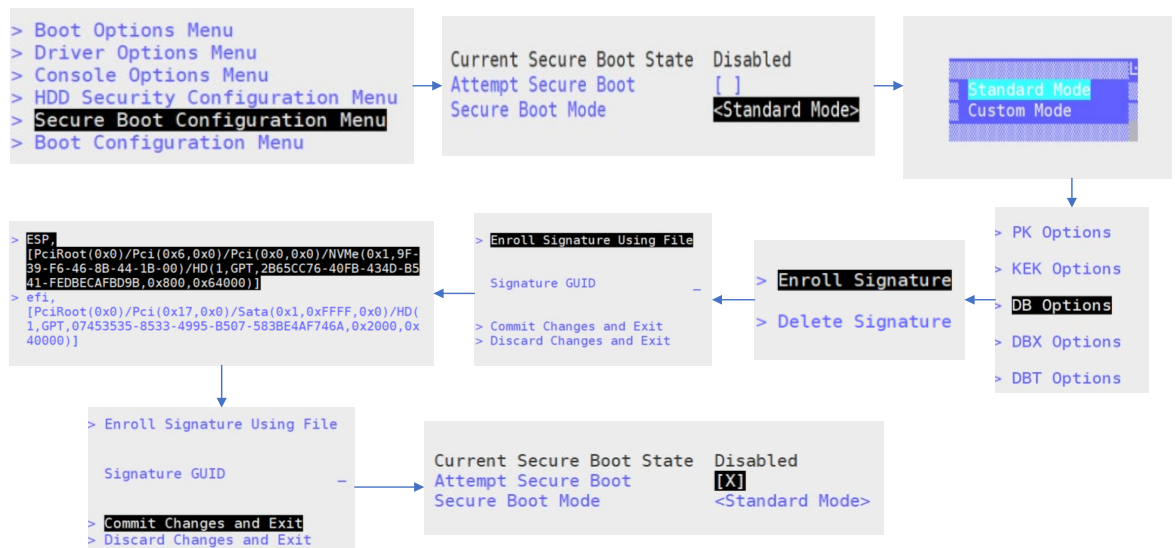 > Boot Options Menu
> Driver Options Menu
> Console Options Menu
> HDD Security Configuration Menu
> Secure Boot Configuration Menu
> Boot Configuration Menu
Current Secure Boot State Disabled
Attempt Secure Boot [ ]
Secure Boot Mode <Standard Mode>
Standard Mode
Custom Mode
> PK Options
> KEK Options
> DB Options
> DBX Options
> DBT Options
> Enroll Signature
> Delete Signature
> Enroll Signature Using File
Signature GUID _
> Commit Changes and Exit
> Discard Changes and Exit
> ESP,
[PciRoot(0x0)/Pci(0x6,0x0)/Pci(0x0,0x0)/NVMe(0x1,9F-
39-F6-46-8B-44-1B-00)/HD(1,GPT,2B65CC76-40FB-434D-B5
41-FEDBECAFBD9B,0x800,0x64000)]
> efi,
[PciRoot(0x0)/Pci(0x17,0x0)/Sata(0x1,0xFFFF,0x0)/HD(
1,GPT,07453535-8533-4995-B507-583BE4AF746A,0x2000,0x
40000)]
> Enroll Signature Using File
Signature GUID _
> Commit Changes and Exit
> Discard Changes and Exit
Current Secure Boot State Disabled
Attempt Secure Boot [X]
Secure Boot Mode <Standard Mode>